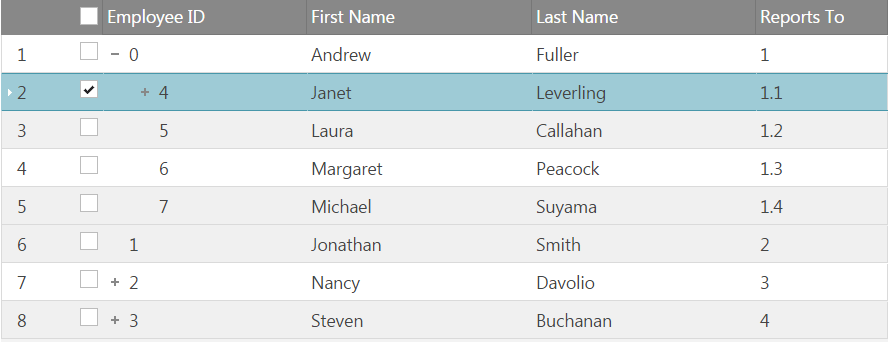 Employee ID First Name Last Name Reports To
1 − 0 Andrew Fuller 1
2 + 4 Janet Leverling 1.1
3 5 Laura Callahan 1.2
4 6 Margaret Peacock 1.3
5 7 Michael Suyama 1.4
6 1 Jonathan Smith 2
7 + 2 Nancy Davolio 3
8 + 3 Steven Buchanan 4